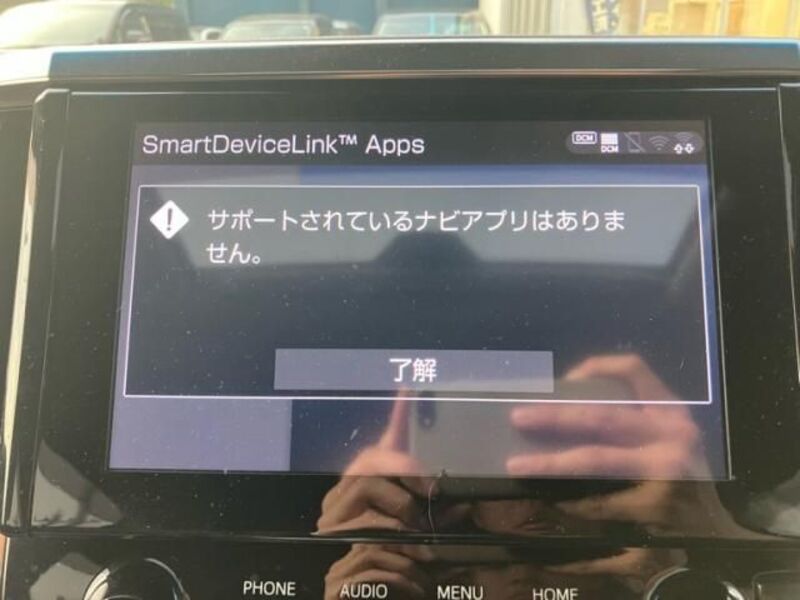 SmartDeviceLink™ Apps
DCM
DCM
サポートされているナビアプリはありま
せん。
了解
PHONE
AUDIO
MENU
HOME